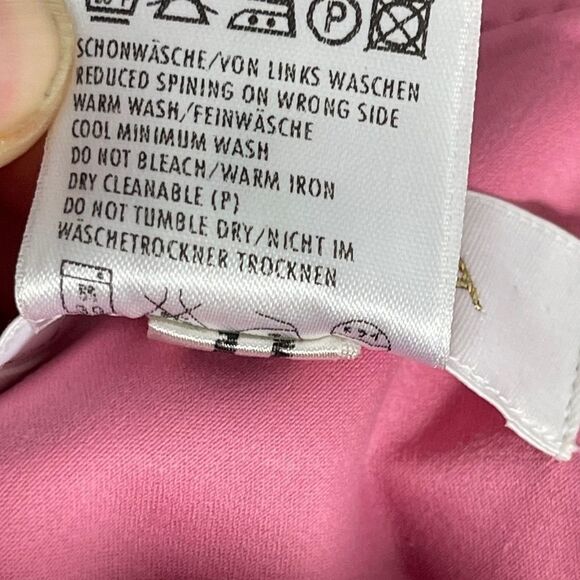 P
SCHONWÄSCHE/VON LINKS WASCHEN
REDUCED SPINING ON WRONG SIDE
WARM WASH/FEINWÄSCHE
COOL MINIMUM WASH
DO NOT BLEACH/WARM IRON
DRY CLEANABLE (P)
DO NOT TUMBLE DRY/NICHT IM
WÄSCHETROCKNER TROCKNEN